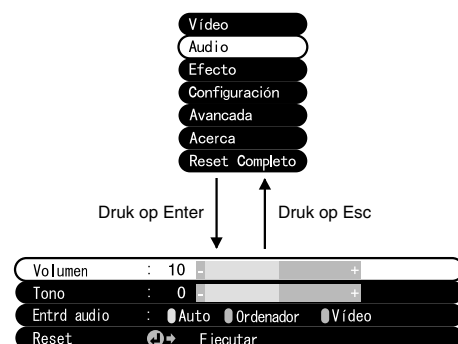 Vídeo
Audio
Efecto
Configuración
Avancada
Acerca
Reset Completo
Druk op Enter Druk op Esc
Volumen : 10 - +
Tono : 0 - +
Entrd audio : Auto Ordenador Vídeo
Reset Ejecutar